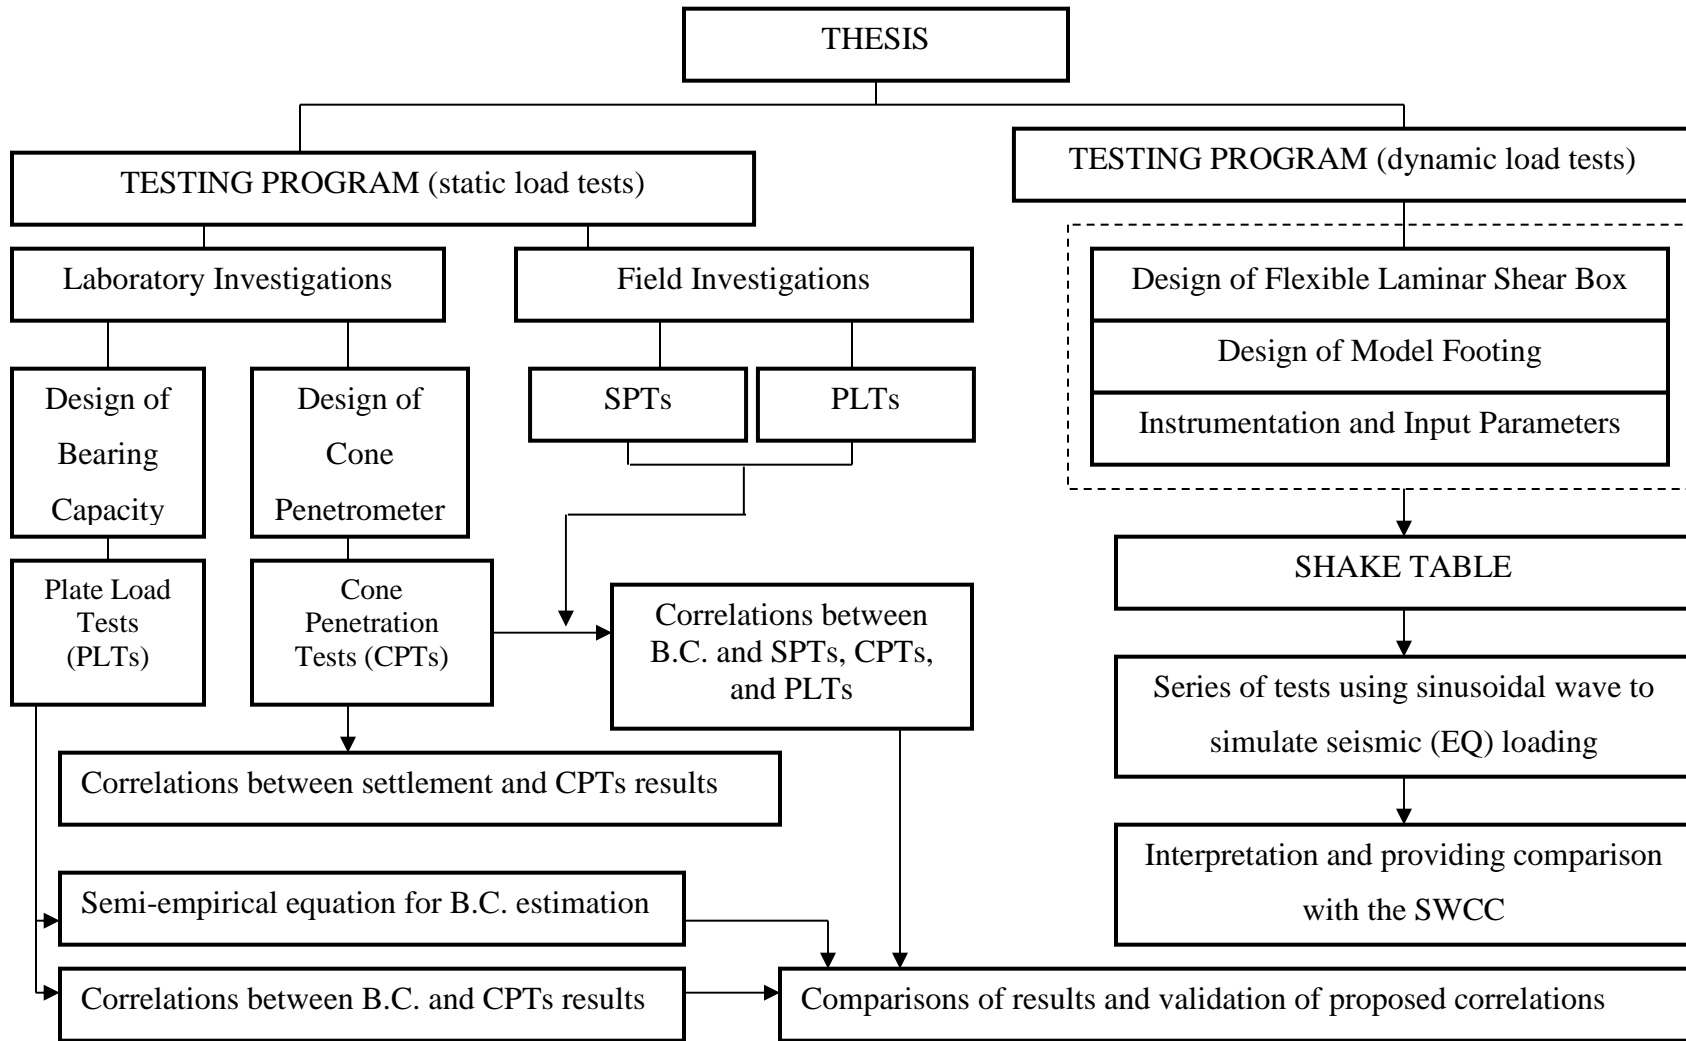 THESIS
TESTING PROGRAM (static load tests)
TESTING PROGRAM (dynamic load tests)
Laboratory Investigations
Field Investigations
Design of Flexible Laminar Shear Box
Design of Model Footing
Instrumentation and Input Parameters
Design of
Bearing
Capacity
Design of
Cone
Penetrometer
SPTs
PLTs
SHAKE TABLE
Plate Load
Tests
(PLTs)
Cone
Penetration
Tests (CPTs)
Correlations between
B.C. and SPTs, CPTs,
and PLTs
Series of tests using sinusoidal wave to
simulate seismic (EQ) loading
Correlations between settlement and CPTs results
Interpretation and providing comparison
with the SWCC
Semi-empirical equation for B.C. estimation
Correlations between B.C. and CPTs results
Comparisons of results and validation of proposed correlations